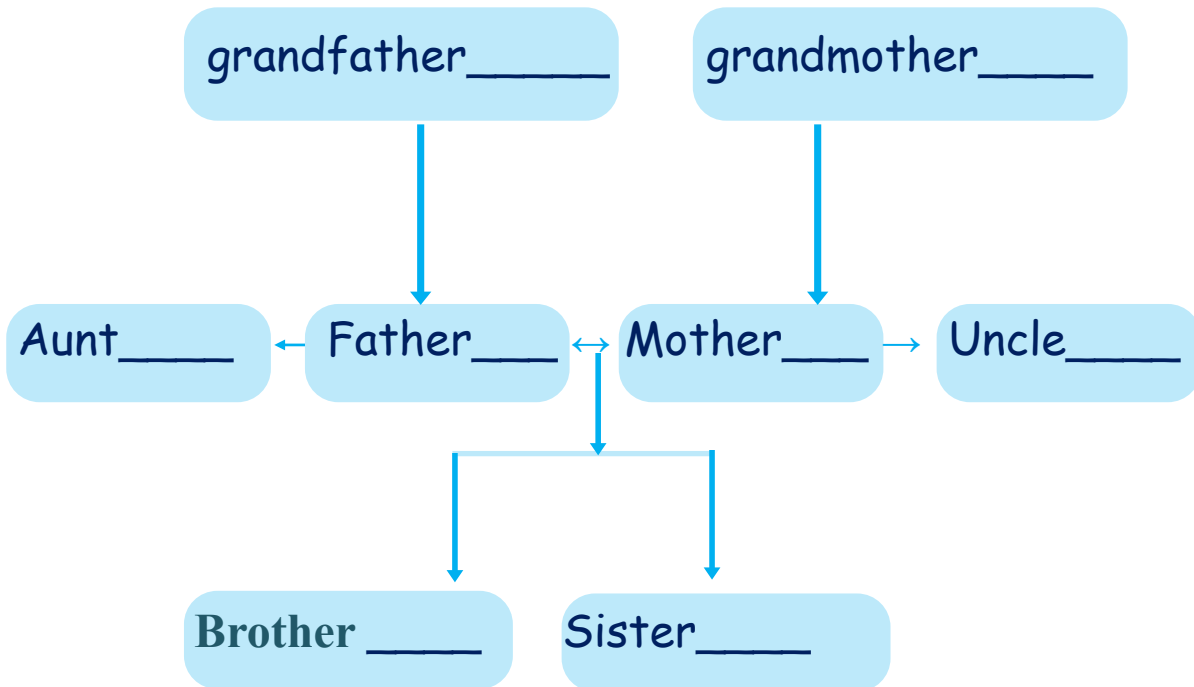 grandfather_____ grandmother____
Aunt____ Father___ Mother___ Uncle____
Brother ____ Sister____